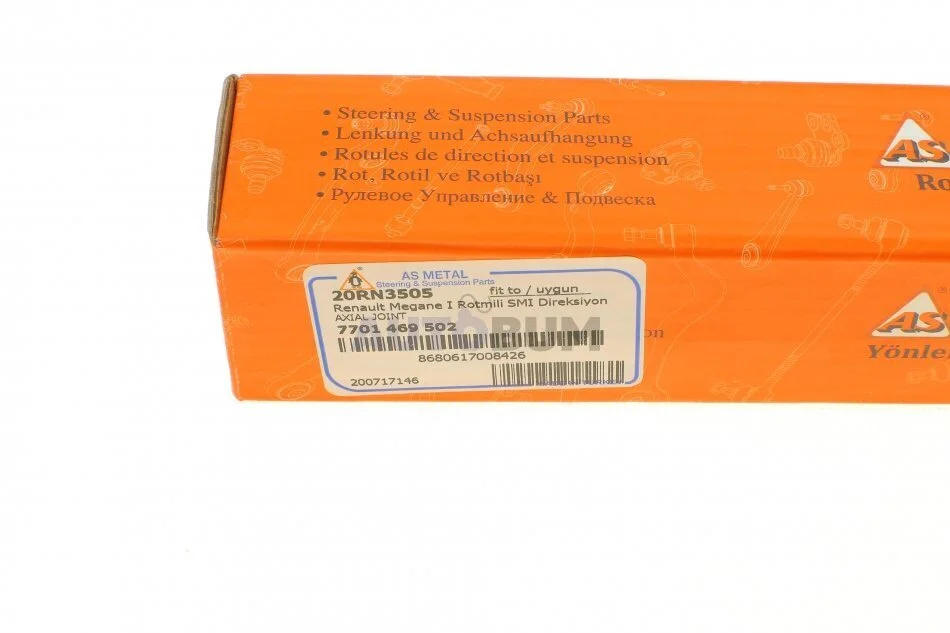 • Steering & Suspension Parts
• Lenkung und Achsaufhangung
• Rotules de direction et suspension
• Rot, Rotil ve Rotbaşı
• Рулевое Управление & Подвеска
AS
Ro
AS METAL
Steering & Suspension Parts
20RN3505 fit to / uygun
Renault Megane I Rotmili SMI Direksiyon
AXIAL JOINT
7701 469 502
8680617008426
200717146
AS
Yönle